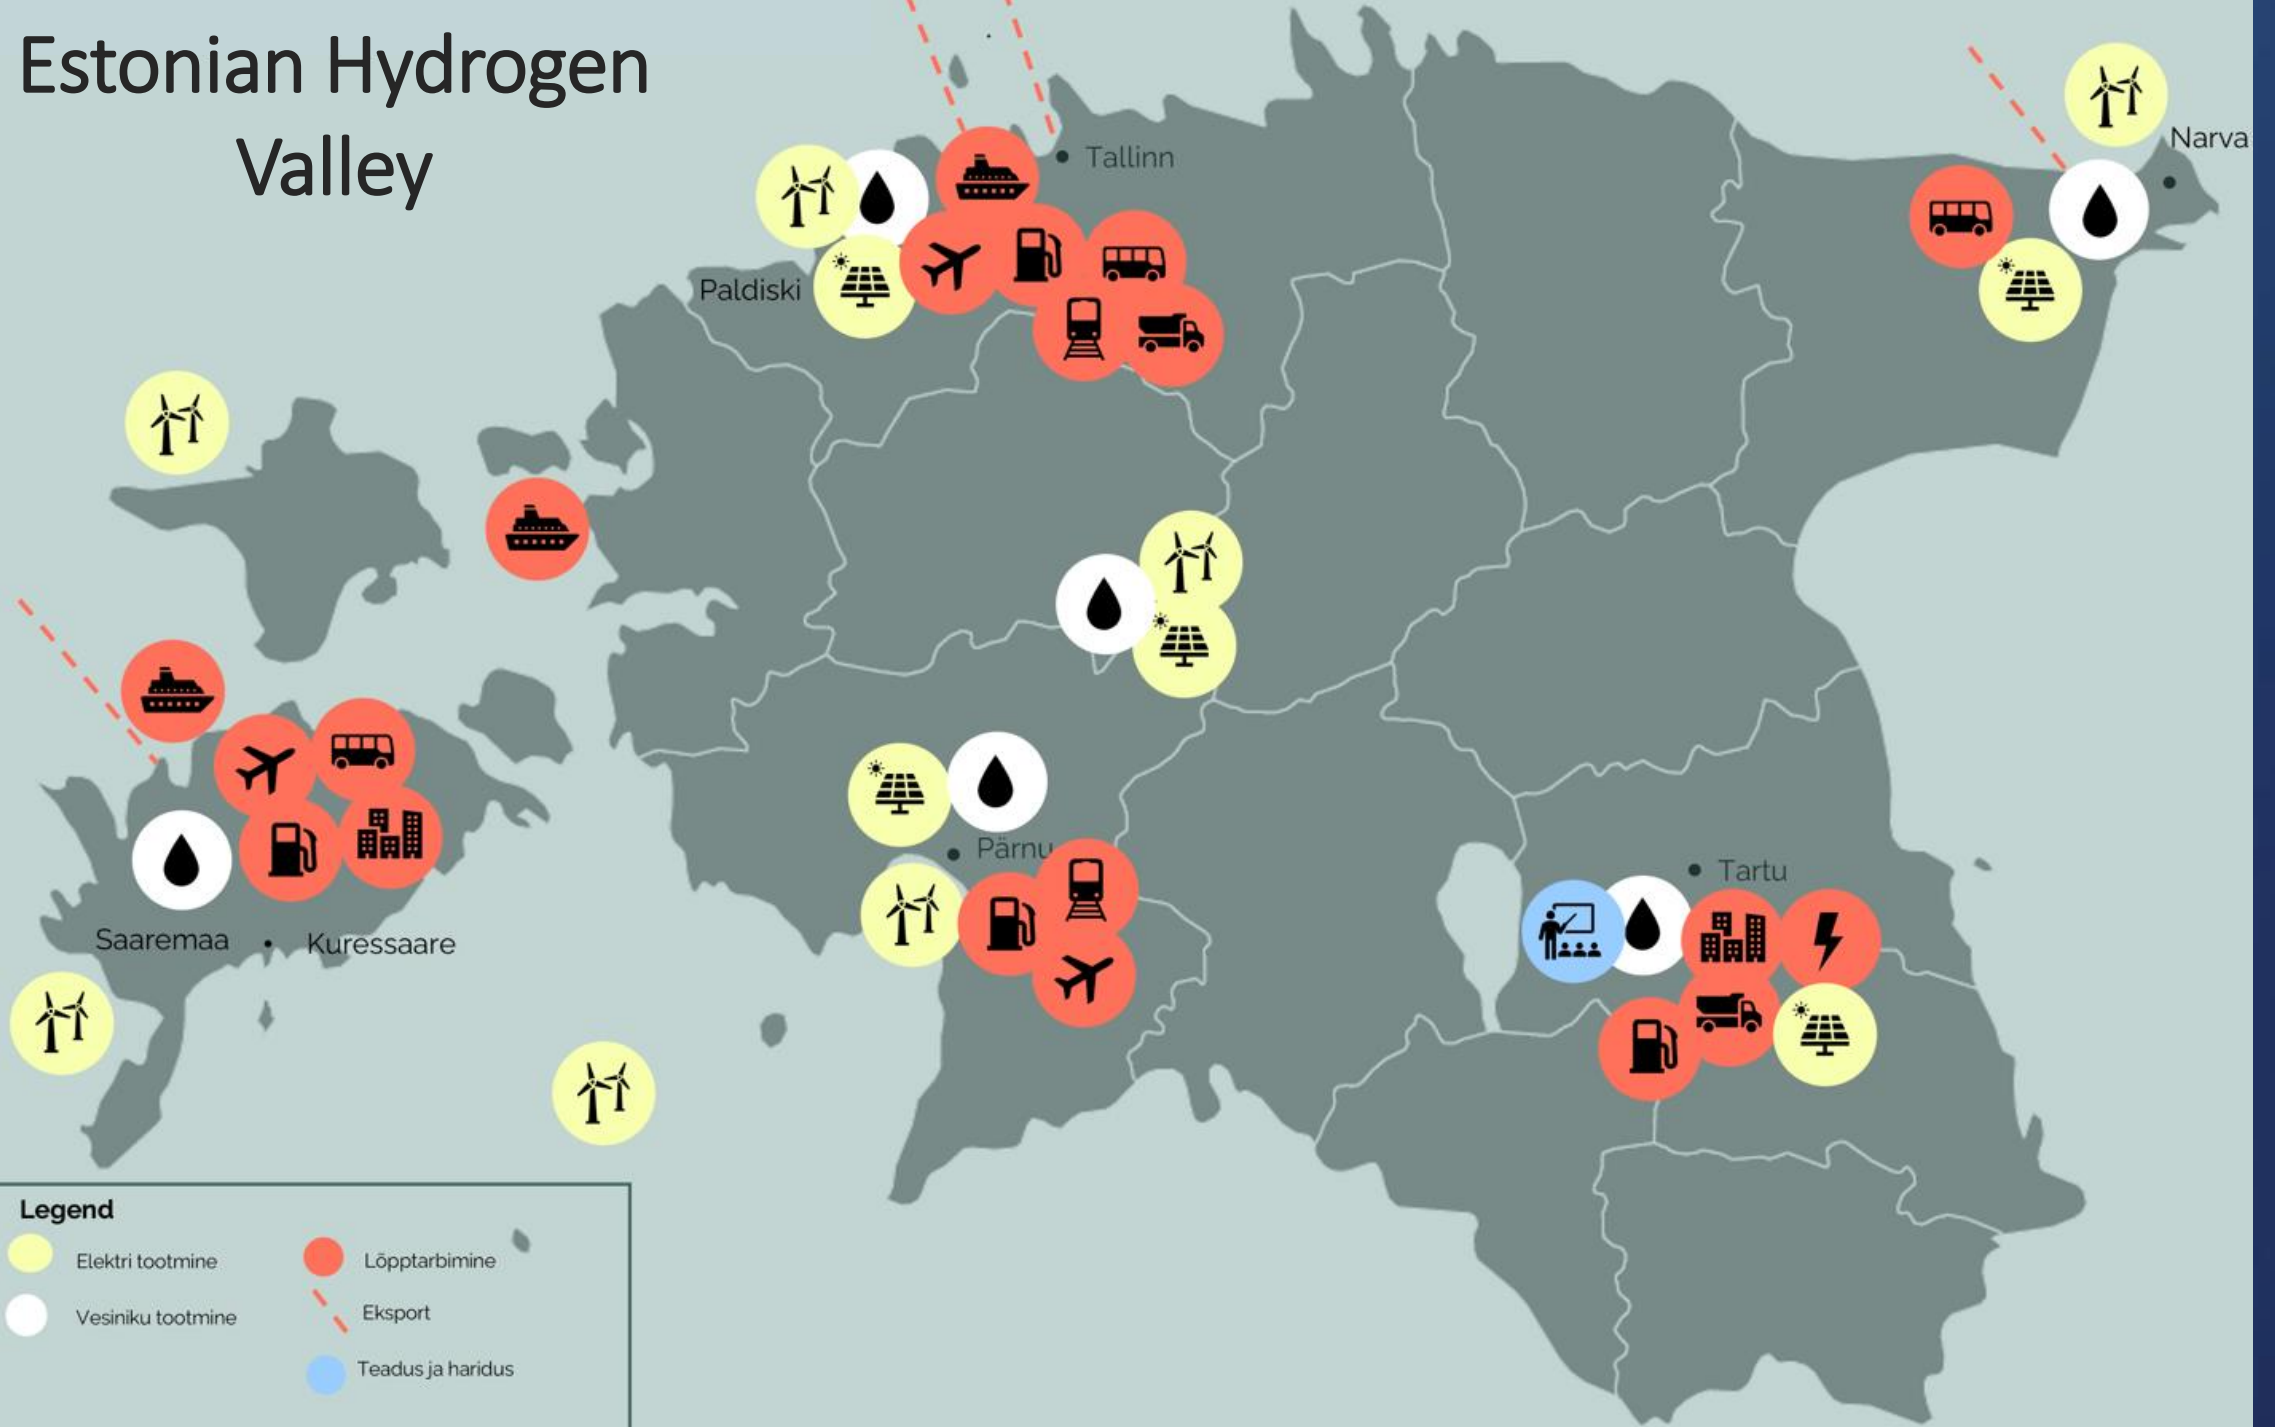 Estonian Hydrogen
Valley
Narva
Tallinn
Paldiski
Pärnu
Tartu
Saaremaa
Kuressaare
Legend
Elektri tootmine
Lõpptarbimine
Vesiniku tootmine
Eksport
Teadus ja haridus